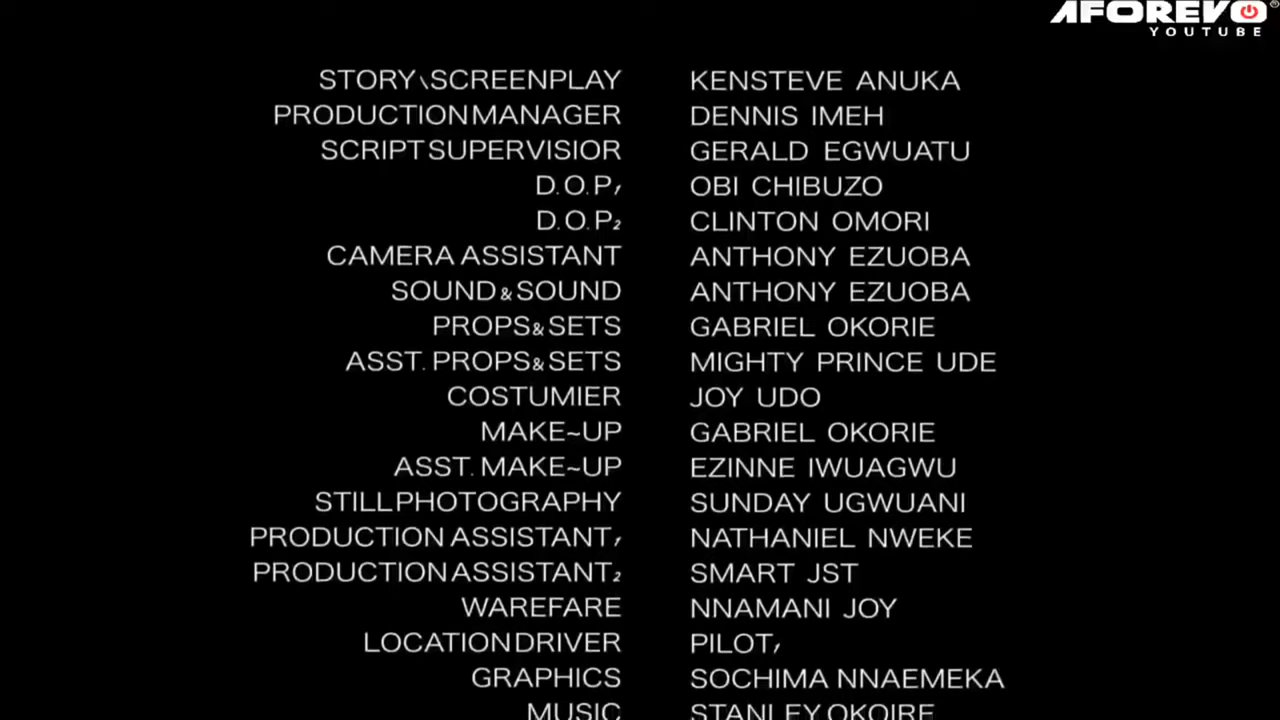 AFOREVO
YOUTUBE
STORY\SCREENPLAY KENSTEVE ANUKA
PRODUCTION MANAGER DENNIS IMEH
SCRIPT SUPERVISIOR GERALD EGWUATU
D.O.P1 OBI CHIBUZO
D.O.P2 CLINTON OMORI
CAMERA ASSISTANT ANTHONY EZUOBA
SOUND & SOUND ANTHONY EZUOBA
PROPS & SETS GABRIEL OKORIE
ASST. PROPS & SETS MIGHTY PRINCE UDE
COSTUMIER JOY UDO
MAKE~UP GABRIEL OKORIE
ASST. MAKE~UP EZINNE IWUAGWU
STILL PHOTOGRAPHY SUNDAY UGWUANI
PRODUCTION ASSISTANT1 NATHANIEL NWEKE
PRODUCTION ASSISTANT2 SMART JST
WAREFARE NNAMANI JOY
LOCATION DRIVER PILOT1
GRAPHICS SOCHIMA NNAEMEKA
MUSIC STANLEY OKOIRE